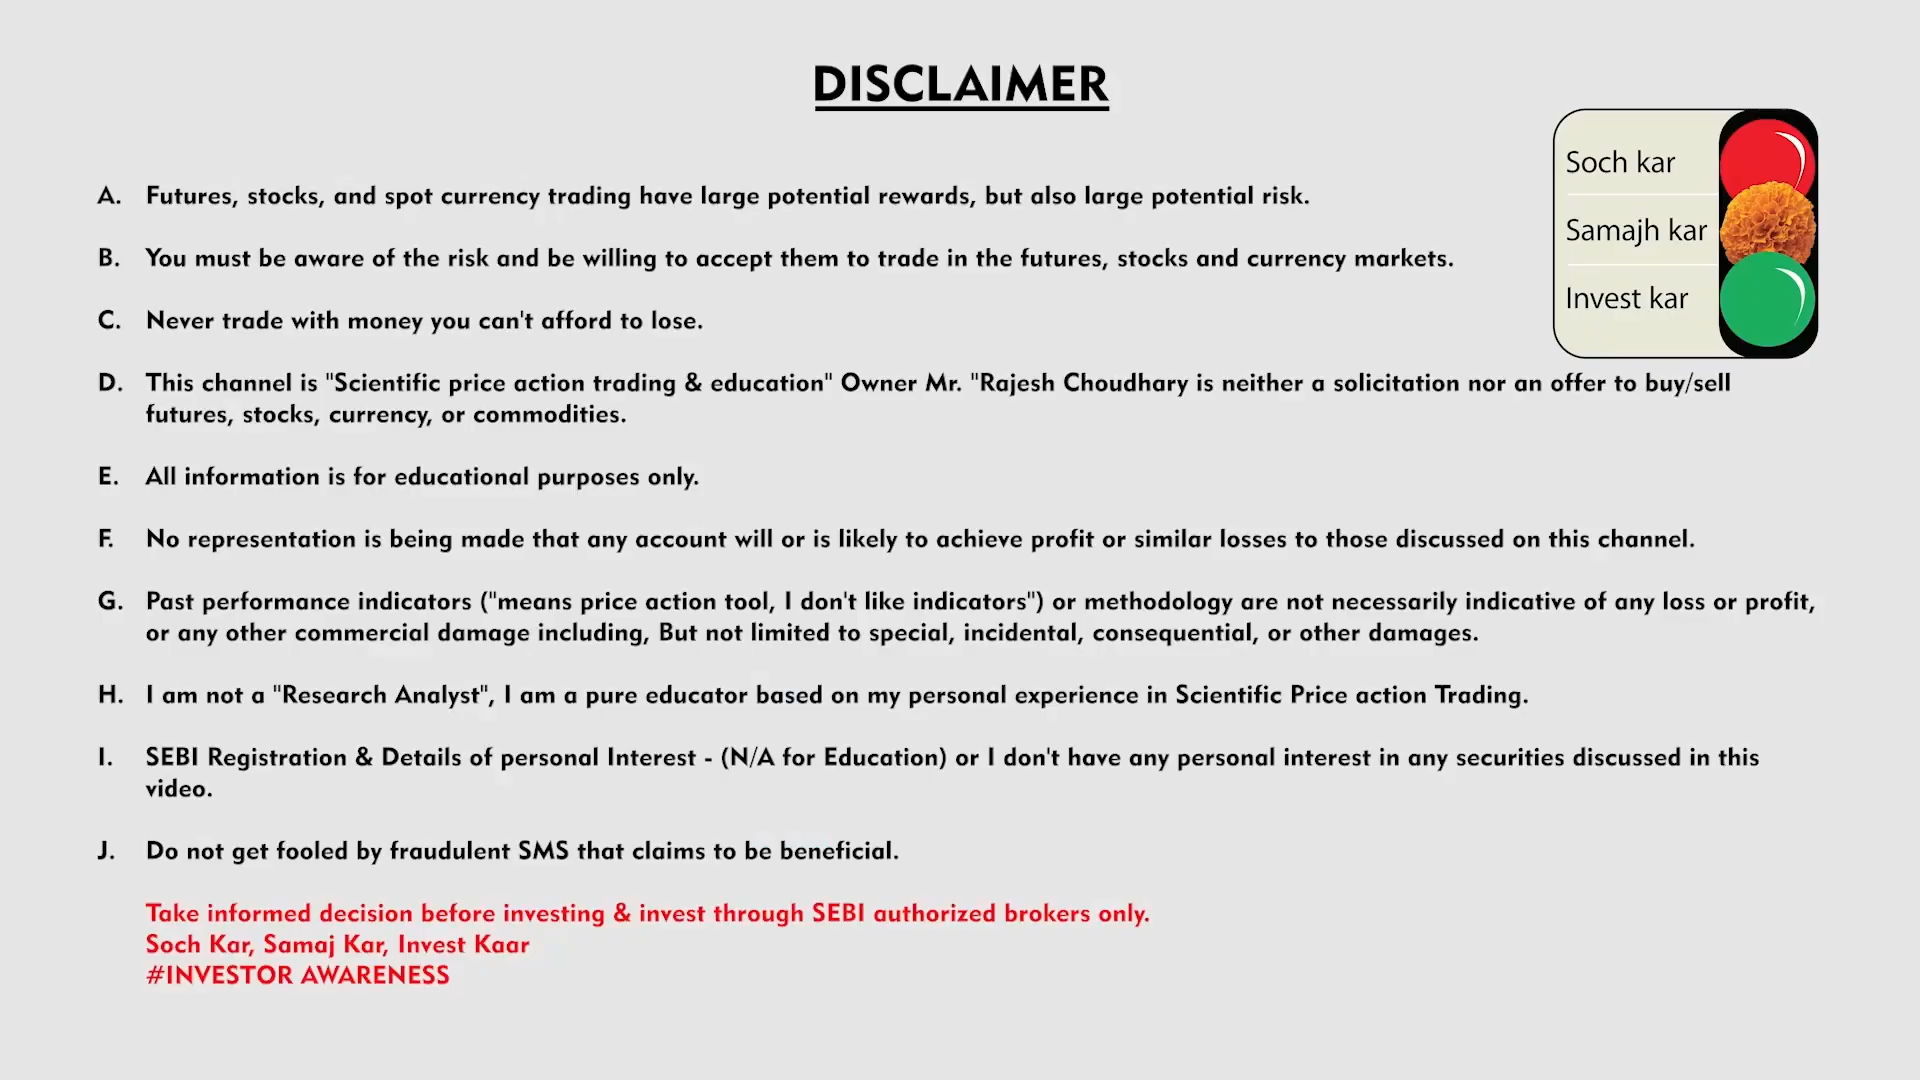 DISCLAIMER
Soch kar
Samajh kar
Invest kar
A. Futures, stocks, and spot currency trading have large potential rewards, but also large potential risk.
B. You must be aware of the risk and be willing to accept them to trade in the futures, stocks and currency markets.
C. Never trade with money you can't afford to lose.
D. This channel is "Scientific price action trading & education" Owner Mr. "Rajesh Choudhary is neither a solicitation nor an offer to buy/sell
futures, stocks, currency, or commodities.
E. All information is for educational purposes only.
F. No representation is being made that any account will or is likely to achieve profit or similar losses to those discussed on this channel.
G. Past performance indicators ("means price action tool, I don't like indicators") or methodology are not necessarily indicative of any loss or profit,
or any other commercial damage including, But not limited to special, incidental, consequential, or other damages.
H. I am not a "Research Analyst", I am a pure educator based on my personal experience in Scientific Price action Trading.
I. SEBI Registration & Details of personal Interest - (N/A for Education) or I don't have any personal interest in any securities discussed in this
video.
J. Do not get fooled by fraudulent SMS that claims to be beneficial.
Take informed decision before investing & invest through SEBI authorized brokers only.
Soch Kar, Samaj Kar, Invest Kaar
#INVESTOR AWARENESS